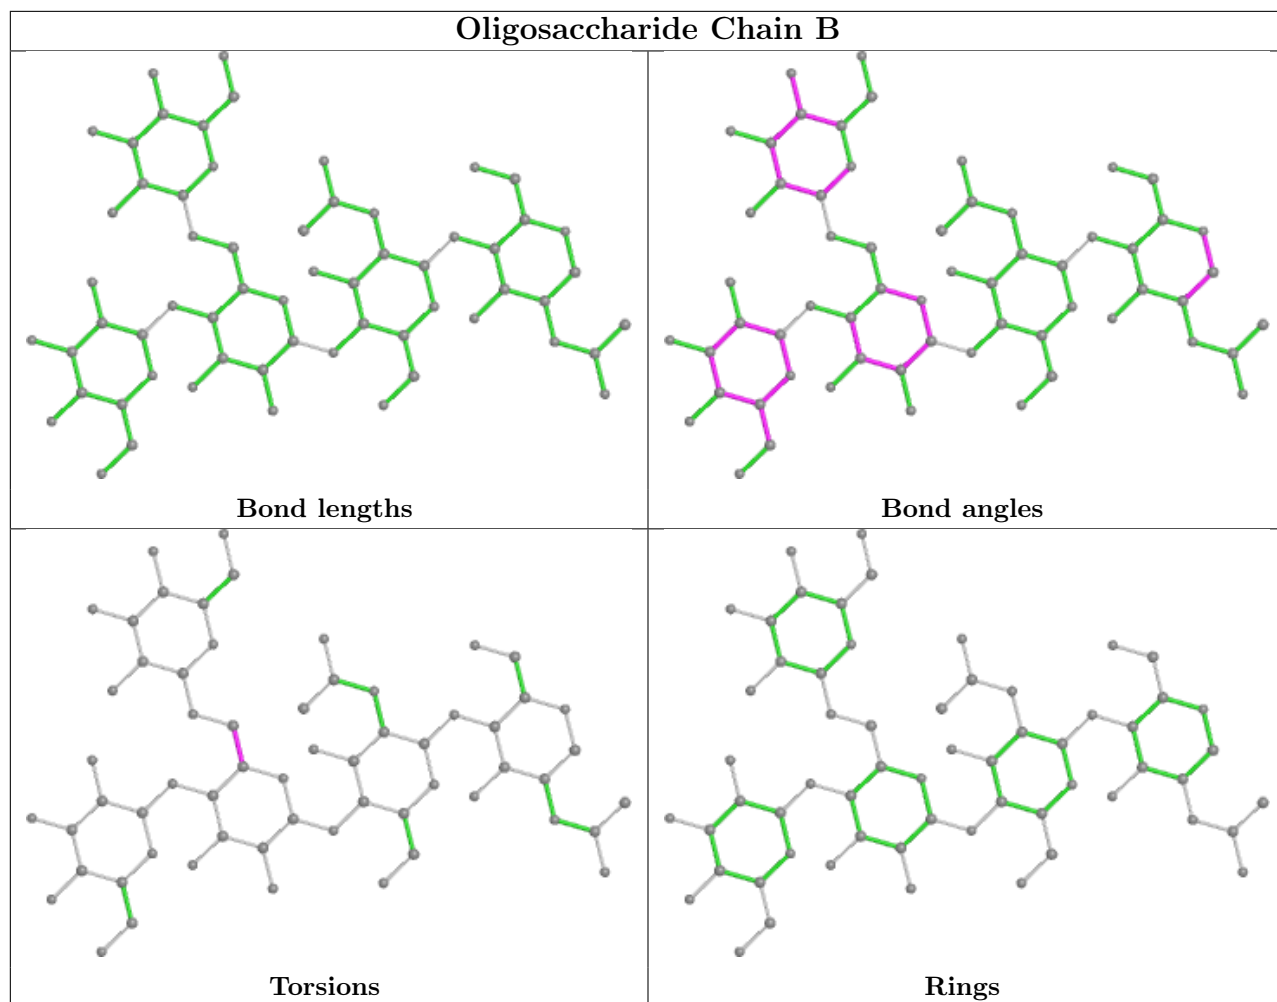 Oligosaccharide Chain B
Bond lengths
Bond angles
Torsions
Rings